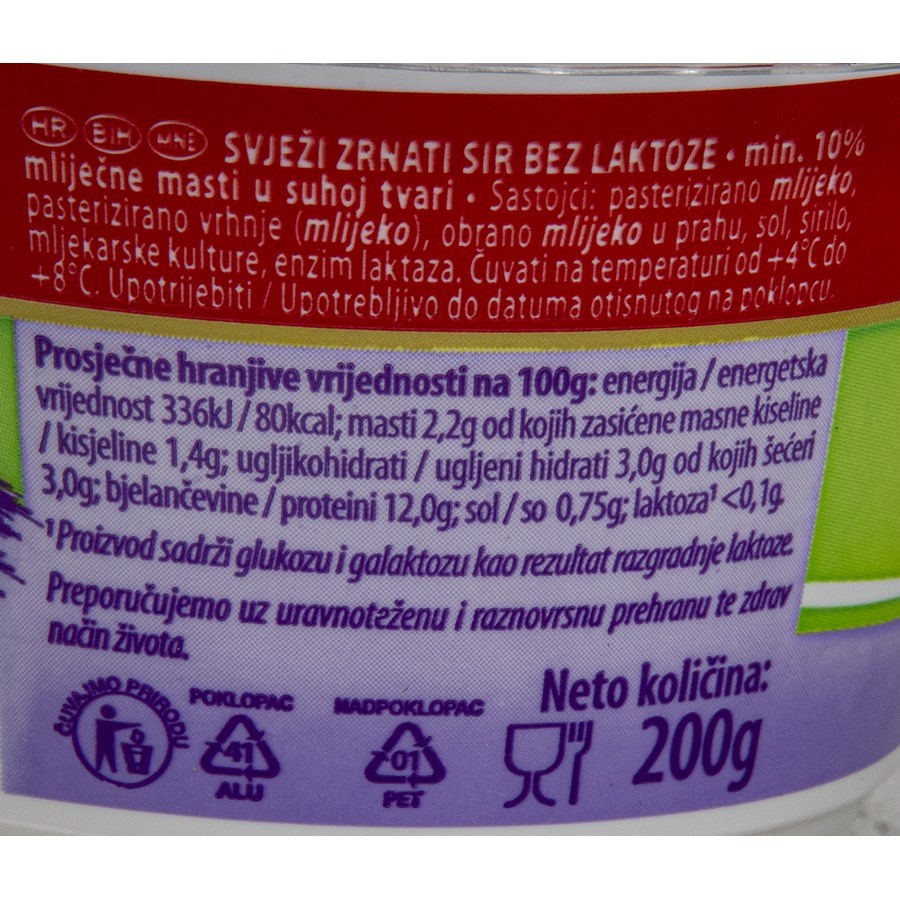 HR BIH MNE SVJEŽI ZRNATI SIR BEZ LAKTOZE • min. 10%
mliječne masti u suhoj tvari • Sastojci: pasterizirano mlijeko,
pasterizirano vrhnje (mlijeko), obrano mlijeko u prahu, sol, sirilo,
mljekarske kulture, enzim laktaza. Čuvati na temperaturi od +4°C do
+8°C. Upotrijebiti / Upotrebljivo do datuma otisnutog na poklopcu.
Prosječne hranjive vrijednosti na 100g: energija / energetska
vrijednost 336kJ / 80kcal; masti 2,2g od kojih zasićene masne kiseline
/ kisjeline 1,4g; ugljikohidrati / ugljeni hidrati 3,0g od kojih šećeri
3,0g; bjelančevine / proteini 12,0g; sol / so 0,75g; laktoza¹ <0,1g.
¹Proizvod sadrži glukozu i galaktozu kao rezultat razgradnje laktoze.
Preporučujemo uz uravnoteženu i raznovrsnu prehranu te zdrav
način života.
ČUVAJMO PRIRODU
POKLOPAC
41
ALU
NADPOKLOPAC
01
PET
Neto količina:
200g